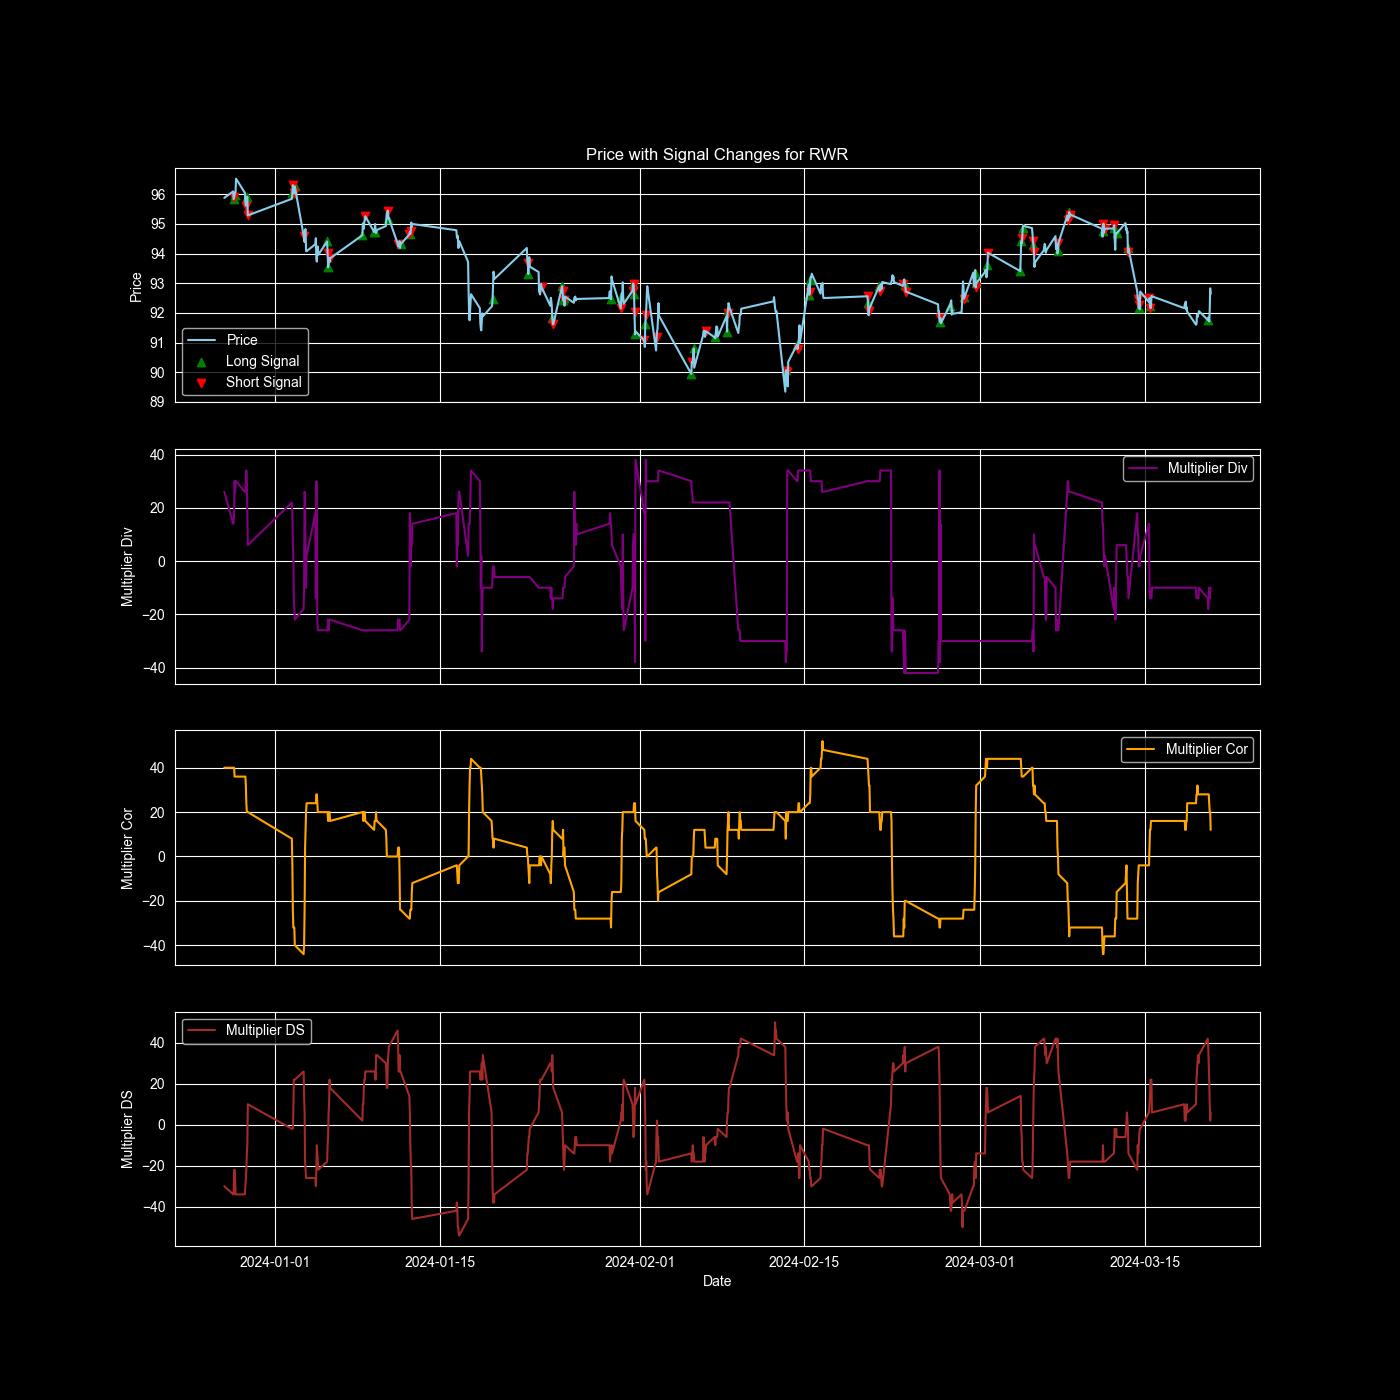 Price with Signal Changes for RWR
96
95
94
93
92
91
90
89
Price
Price
Long Signal
Short Signal
40
20
0
−20
−40
Multiplier Div
Multiplier Div
40
20
0
−20
−40
Multiplier Cor
Multiplier Cor
40
20
0
−20
−40
Multiplier DS
Multiplier DS
2024-01-01
2024-01-15
2024-02-01
2024-02-15
2024-03-01
2024-03-15
Date